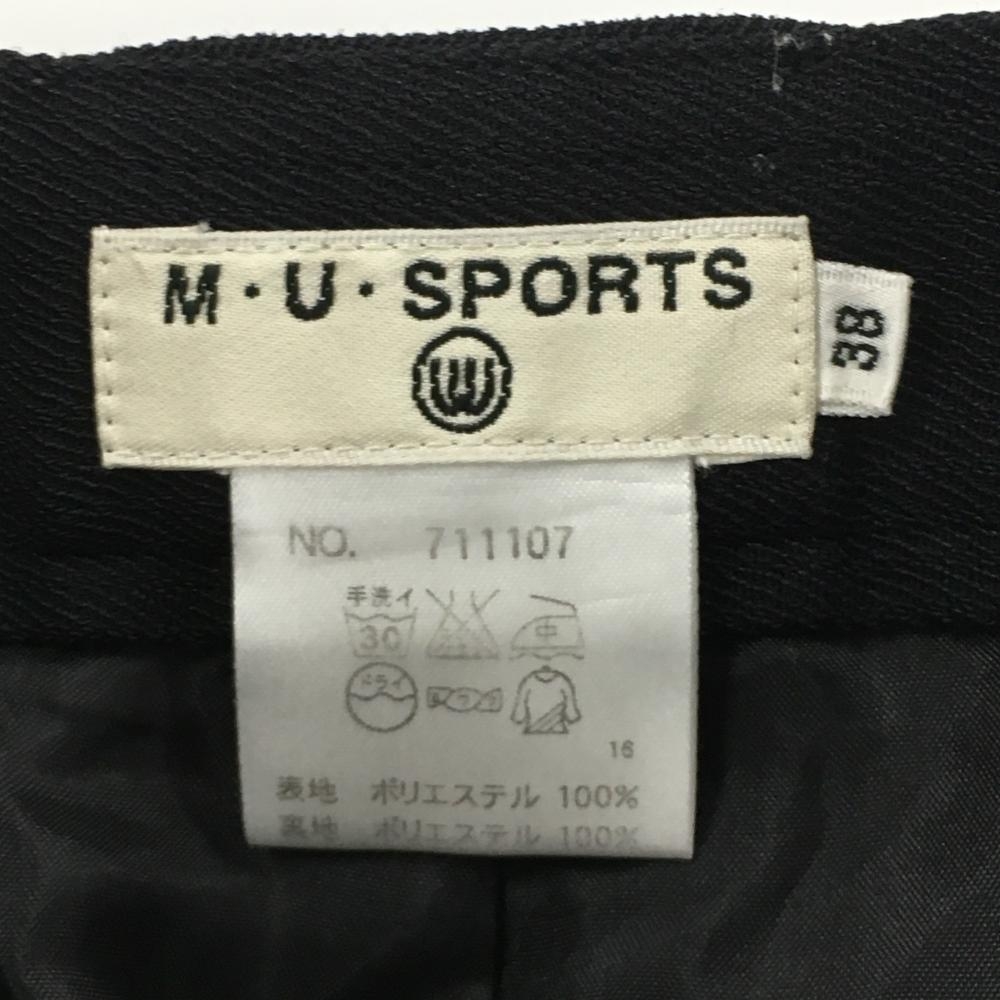 M・U・SPORTS
38
NO. 711107
手洗イ
30 中
ドライ
16
表地 ポリエステル 100%
裏地 ポリエステル 100%